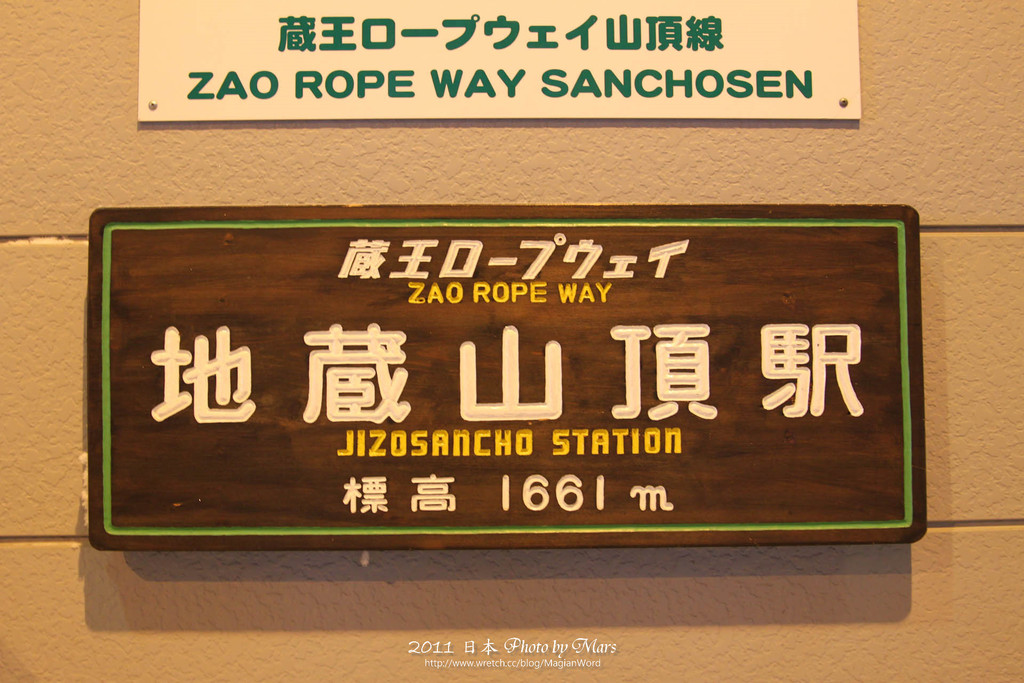 蔵王ロープウェイ山頂線
ZAO ROPE WAY SANCHOSEN
蔵王ロープウェイ
ZAO ROPE WAY
地蔵山頂駅
JIZOSANCHO STATION
標高 1661m
2011 日本 Photo by Mars
http://www.wretch.cc/blog/MagianWord